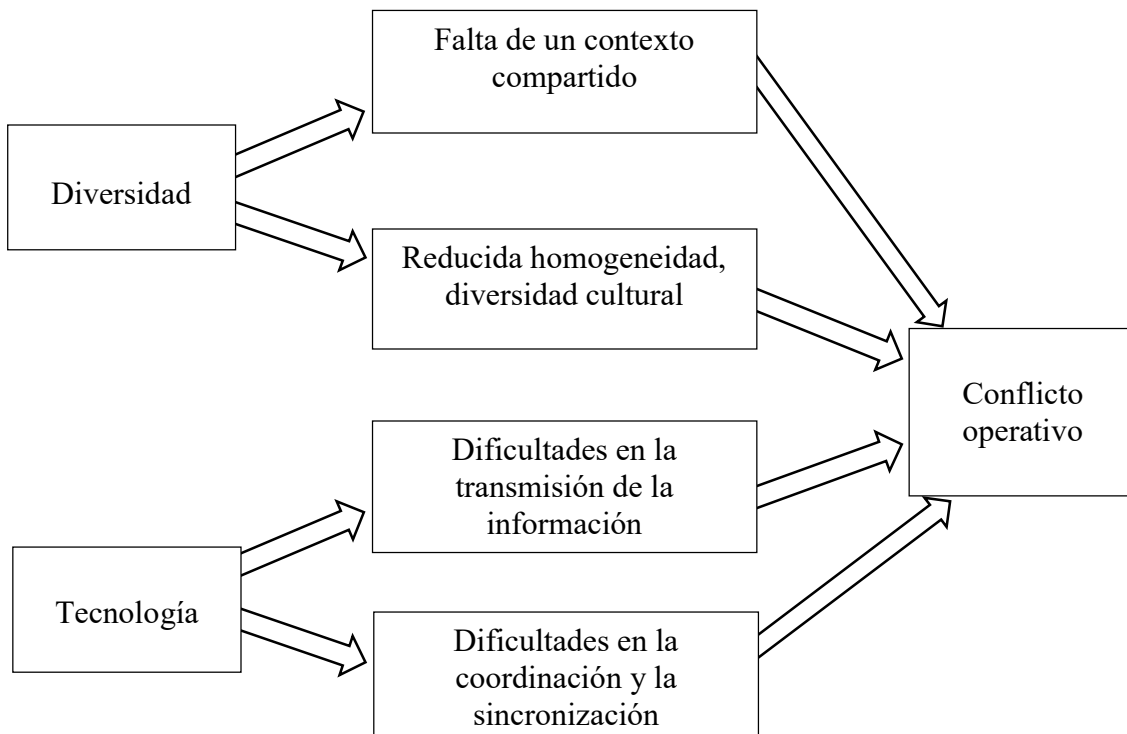 Falta de un contexto
compartido
Diversidad
Reducida homogeneidad,
diversidad cultural
Conflicto
operativo
Dificultades en la
transmisión de la
información
Tecnología
Dificultades en la
coordinación y la
sincronización